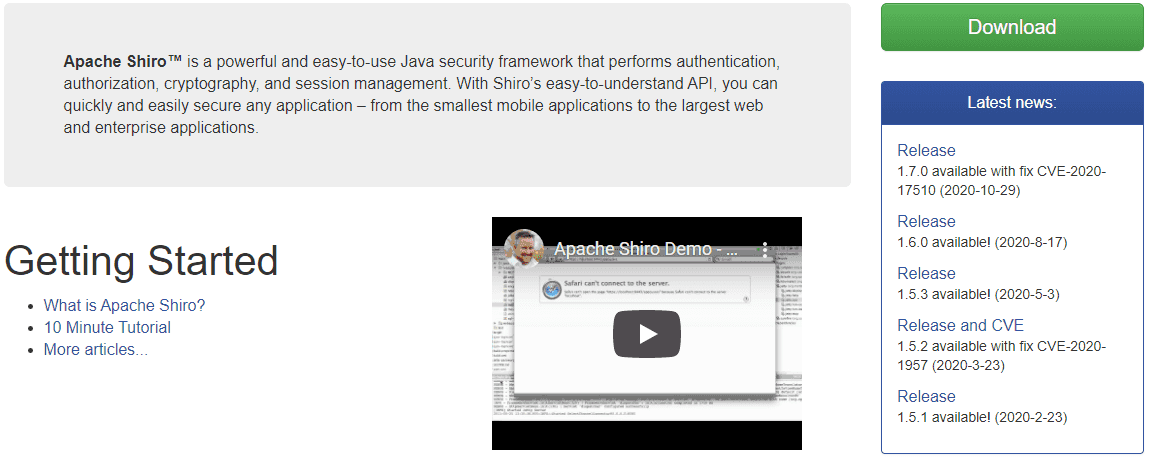 Apache Shiro™ is a powerful and easy-to-use Java security framework that performs authentication,
authorization, cryptography, and session management. With Shiro’s easy-to-understand API, you can
quickly and easily secure any application – from the smallest mobile applications to the largest web
and enterprise applications.
Getting Started
What is Apache Shiro?
10 Minute Tutorial
More articles...
Apache Shiro Demo - ...
Safari can't connect to the server.
Download
Latest news:
Release
1.7.0 available with fix CVE-2020-
17510 (2020-10-29)
Release
1.6.0 available! (2020-8-17)
Release
1.5.3 available! (2020-5-3)
Release and CVE
1.5.2 available with fix CVE-2020-
1957 (2020-3-23)
Release
1.5.1 available! (2020-2-23)